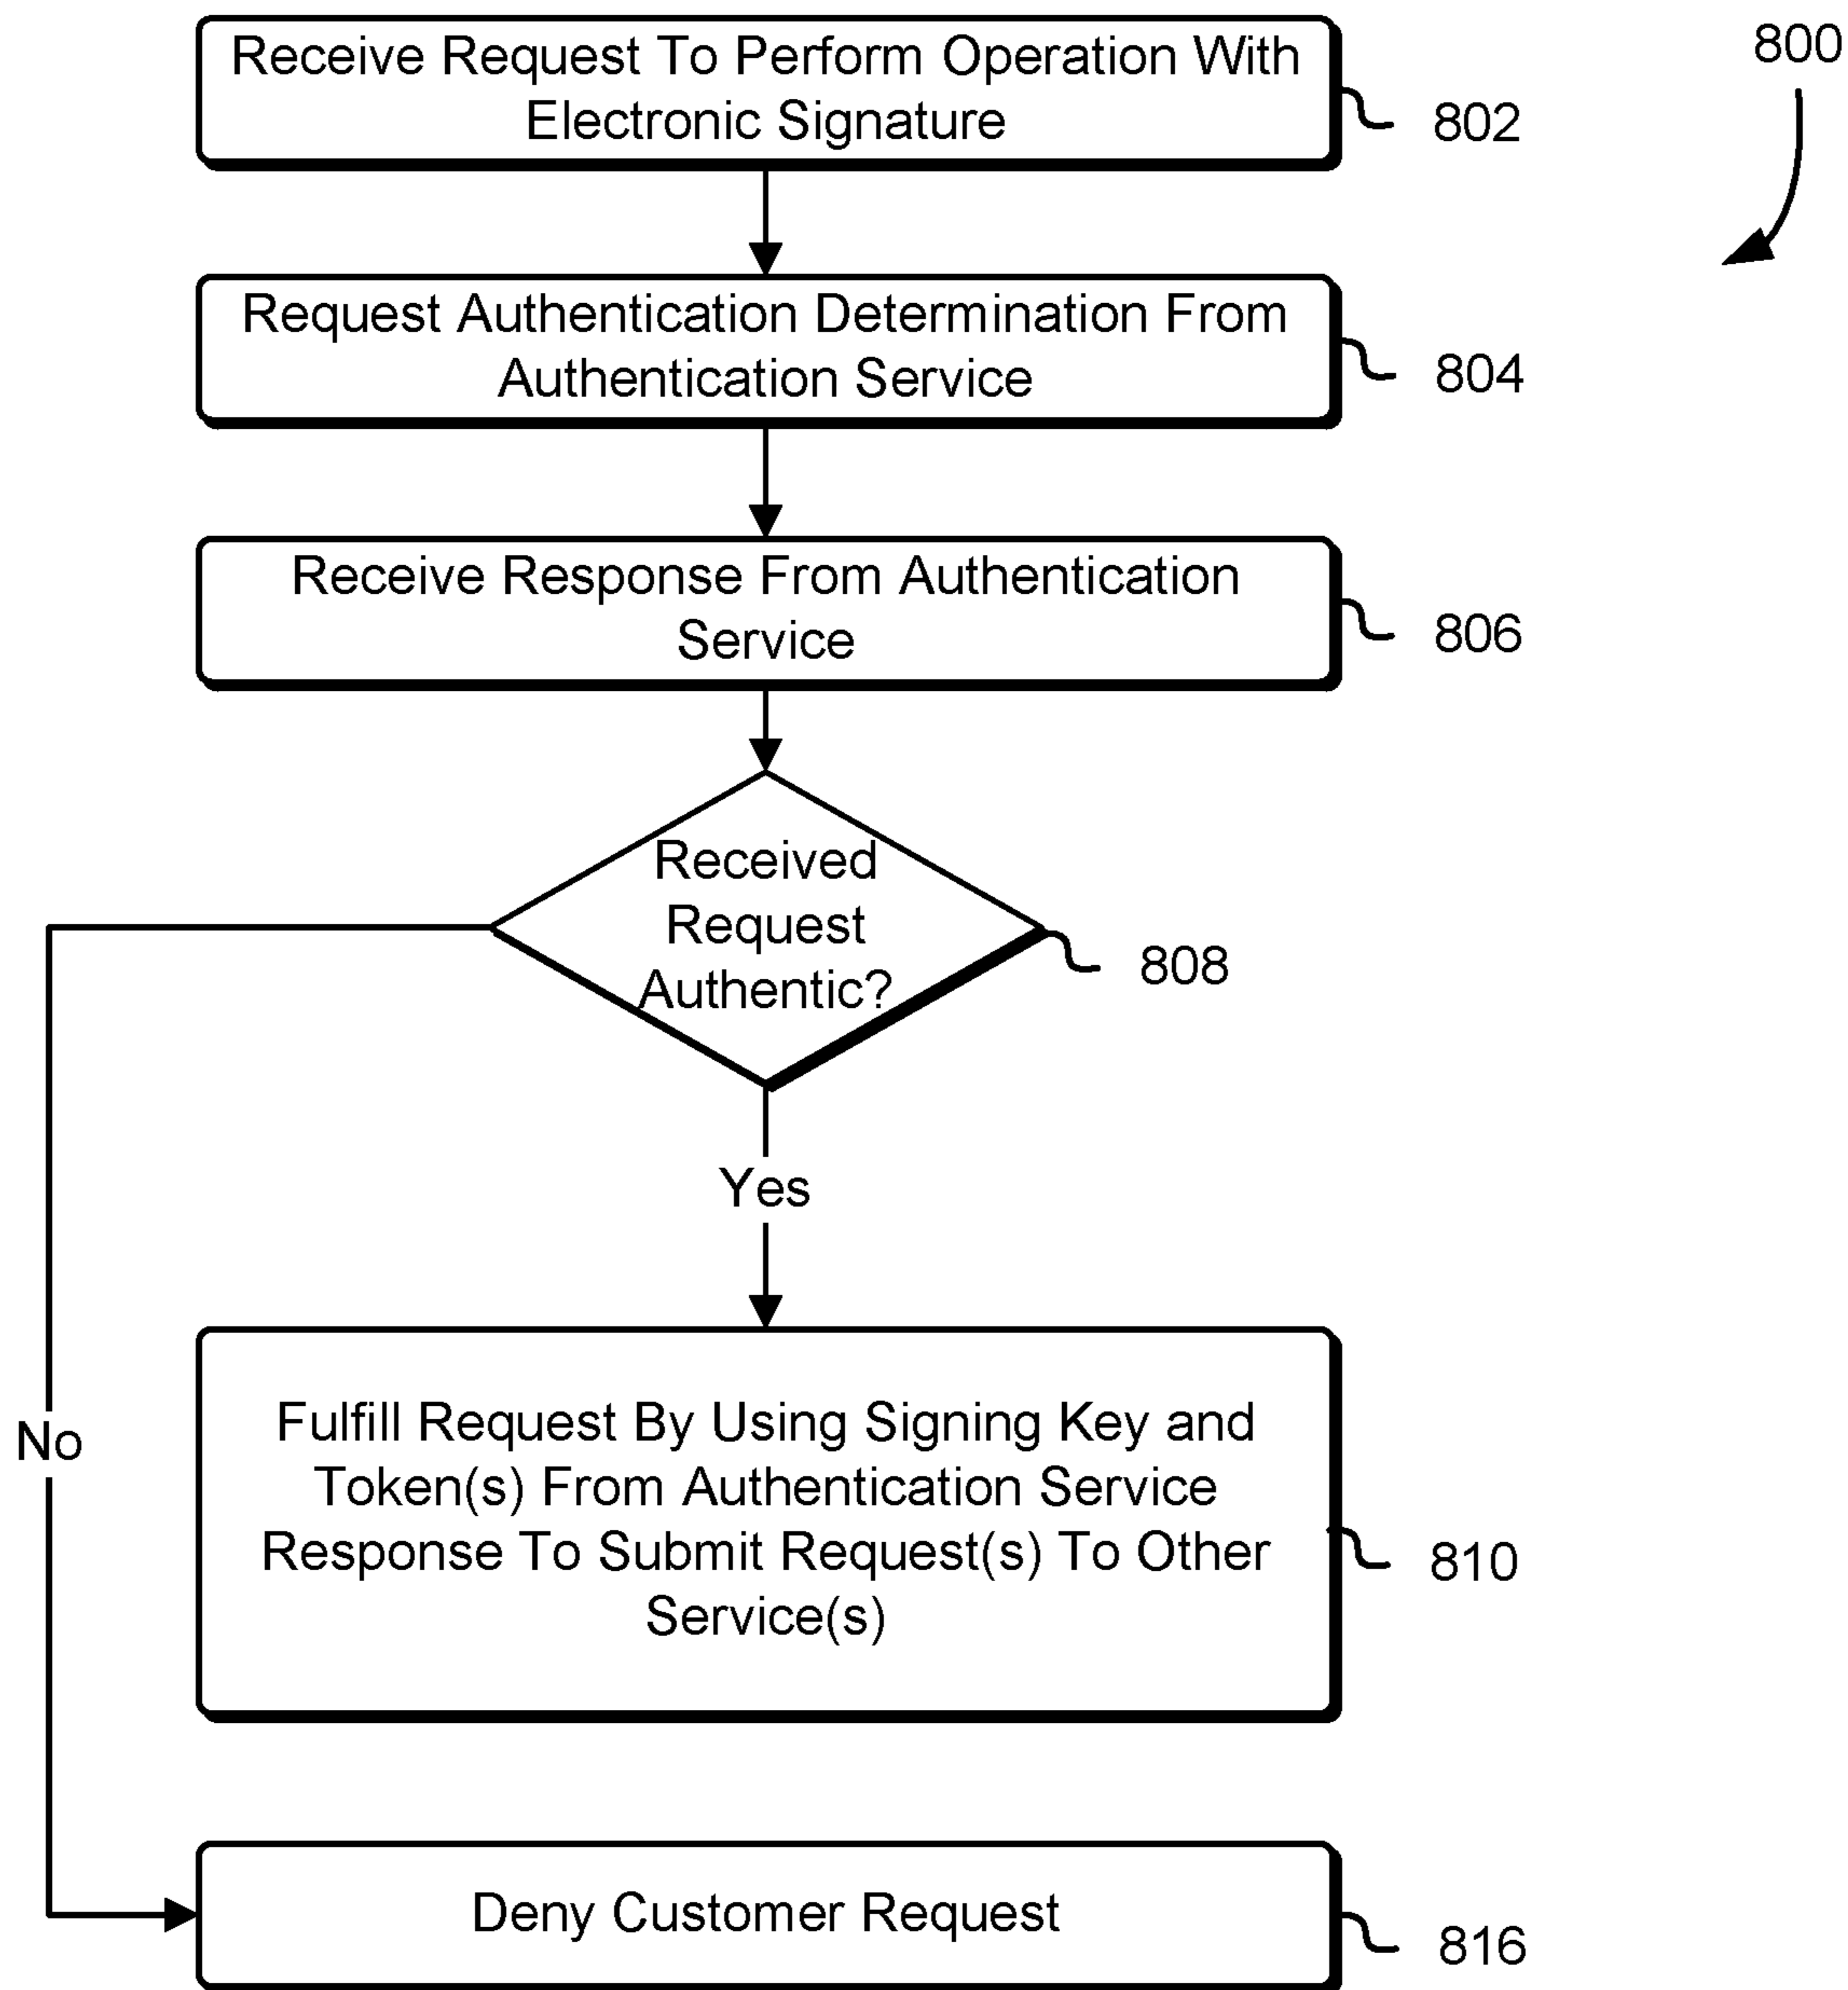 Receive Request To Perform Operation With
Electronic Signature
800
802
Request Authentication Determination From
Authentication Service
804
Receive Response From Authentication
Service
806
Received
Request
Authentic?
808
Yes
No
Fulfill Request By Using Signing Key and
Token(s) From Authentication Service
Response To Submit Request(s) To Other
Service(s)
810
Deny Customer Request
816